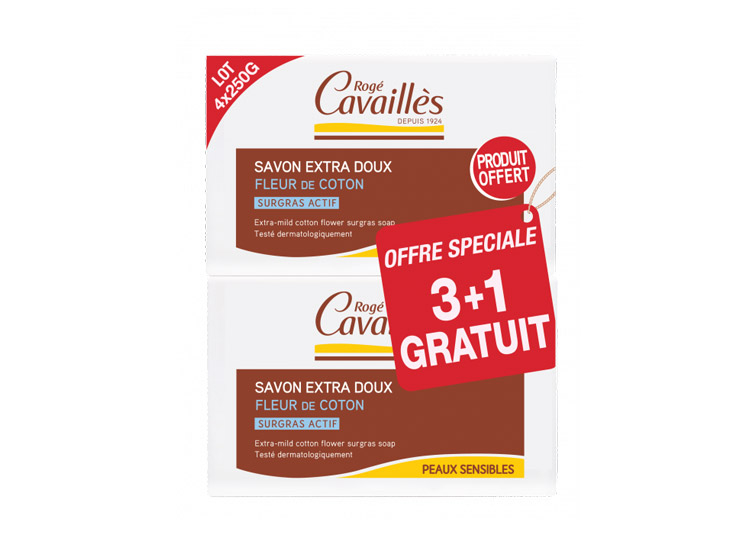 LOT
4x250G
Rogé
Cavaillès
DEPUIS 1924
PRODUIT
OFFERT
SAVON EXTRA DOUX
FLEUR DE COTON
SURGRAS ACTIF
Extra-mild cotton flower surgras soap
Testé dermatologiquement
OFFRE SPECIALE
3+1
GRATUIT
Rogé
Cava
SAVON EXTRA DOUX
FLEUR DE COTON
SURGRAS ACTIF
Extra-mild cotton flower surgras soap
Testé dermatologiquement
PEAUX SENSIBLES